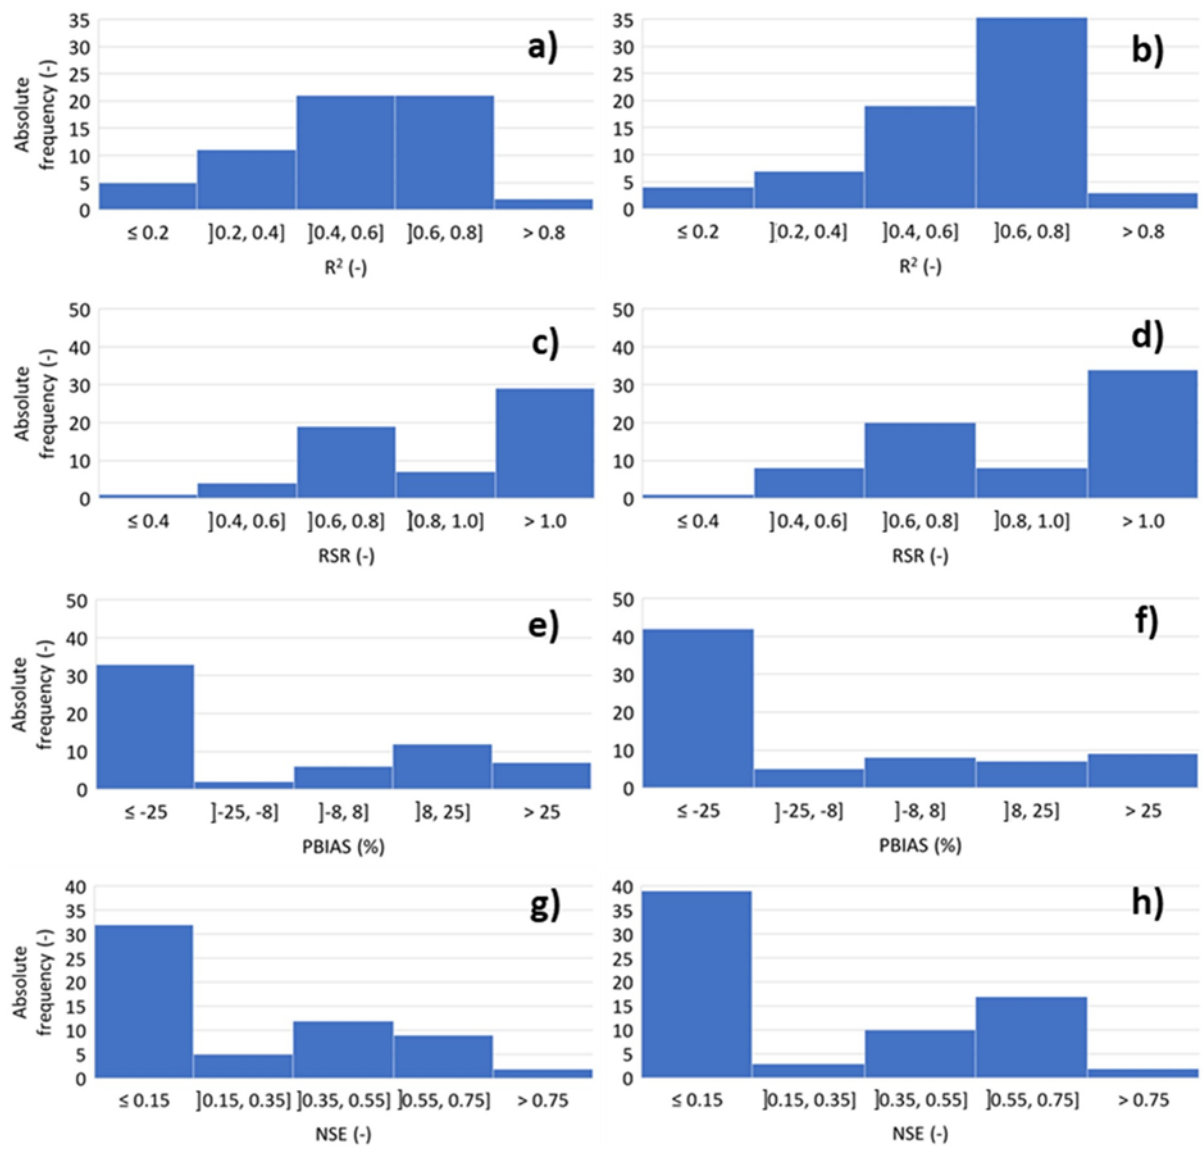 a)
Absolute
frequency (-)
35
30
25
20
15
10
5
0
≤ 0.2 ]0.2, 0.4] ]0.4, 0.6] ]0.6, 0.8] > 0.8
R² (-)
b)
35
30
25
20
15
10
5
0
≤ 0.2 ]0.2, 0.4] ]0.4, 0.6] ]0.6, 0.8] > 0.8
R² (-)
c)
Absolute
frequency (-)
50
40
30
20
10
0
≤ 0.4 ]0.4, 0.6] ]0.6, 0.8] ]0.8, 1.0] > 1.0
RSR (-)
d)
50
40
30
20
10
0
≤ 0.4 ]0.4, 0.6] ]0.6, 0.8] ]0.8, 1.0] > 1.0
RSR (-)
e)
Absolute
frequency (-)
50
40
30
20
10
0
≤ -25 ]-25, -8] ]-8, 8] ]8, 25] > 25
PBIAS (%)
f)
50
40
30
20
10
0
≤ -25 ]-25, -8] ]-8, 8] ]8, 25] > 25
PBIAS (%)
g)
Absolute
frequency (-)
40
35
30
25
20
15
10
5
0
≤ 0.15 ]0.15, 0.35] ]0.35, 0.55] ]0.55, 0.75] > 0.75
NSE (-)
h)
40
35
30
25
20
15
10
5
0
≤ 0.15 ]0.15, 0.35] ]0.35, 0.55] ]0.55, 0.75] > 0.75
NSE (-)